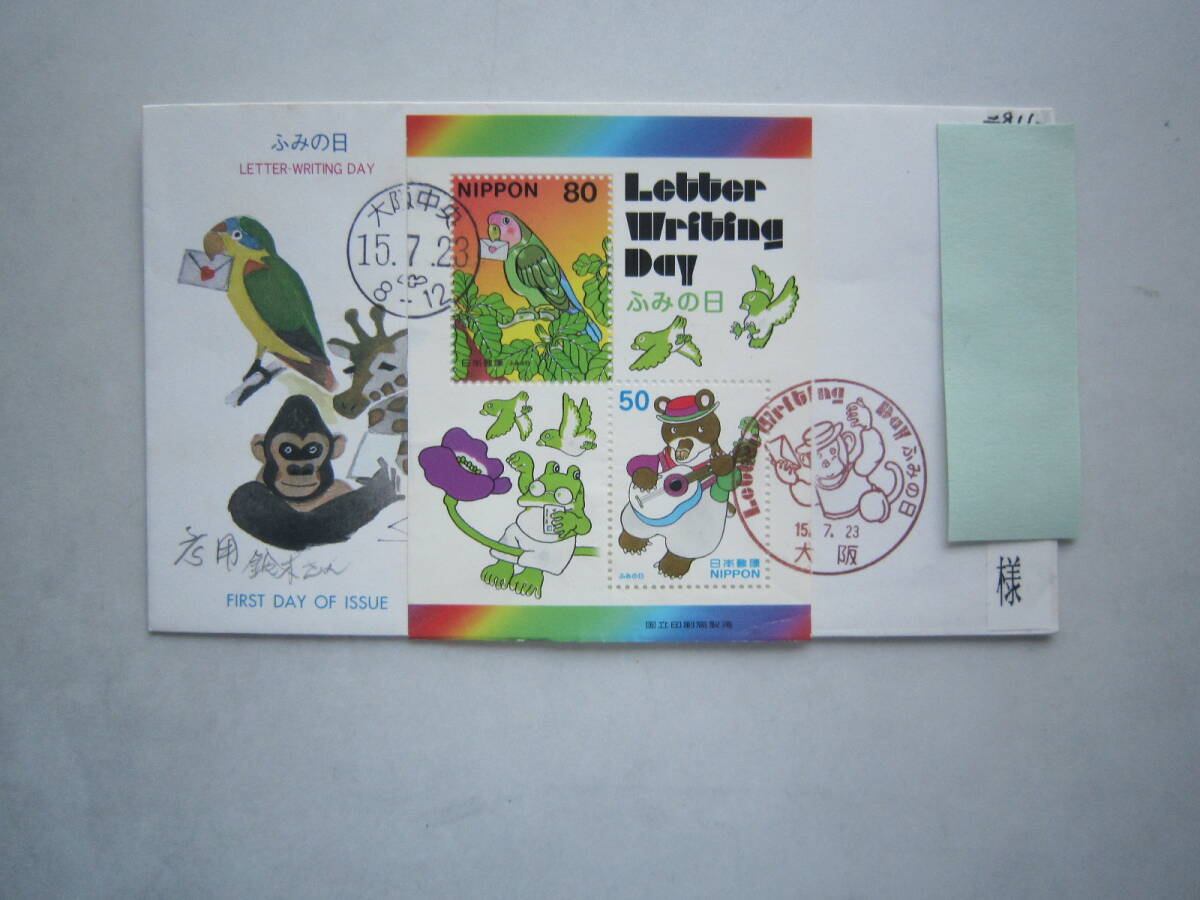 ふみの日
LETTER-WRITING DAY
FIRST DAY OF ISSUE
大阪中央
15.7.23
8-12
NIPPON 80
日本郵便
Letter
Writing
Day
ふみの日
50
ふみの日
日本郵便
NIPPON
国立印刷局製造
Letter Writing Day ふみの日
15. 7. 23
大阪
様